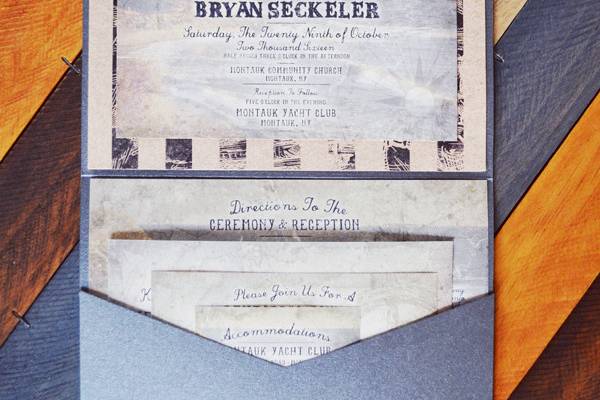 BRYAN SECKELER
Saturday, The Twenty Ninth of October
Two Thousand Sixteen
HALF PASSED THREE O'CLOCK IN THE AFTERNOON
MONTAUK COMMUNITY CHURCH
MONTAUK, NY
Reception To Follow
FIVE O'CLOCK IN THE EVENING
MONTAUK YACHT CLUB
MONTAUK, NY
Directions To The
CEREMONY & RECEPTION
Please Join Us For A
Accommodations
MONTAUK YACHT CLUB